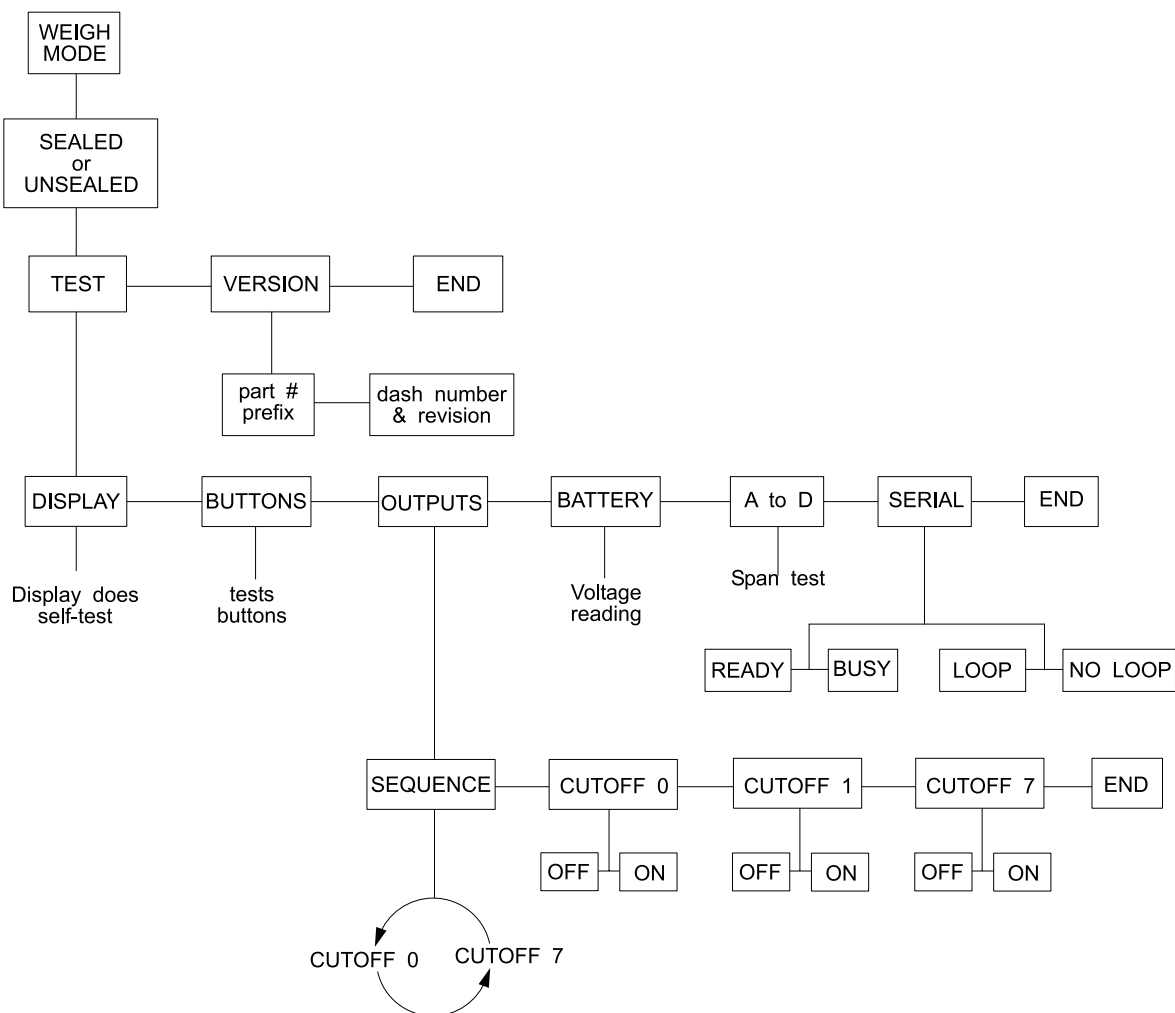 WEIGH
MODE
SEALED
or
UNSEALED
TEST
VERSION
END
part #
prefix
dash number
& revision
DISPLAY
BUTTONS
OUTPUTS
BATTERY
A to D
SERIAL
END
Display does
self-test
tests
buttons
Voltage
reading
Span test
READY
BUSY
LOOP
NO LOOP
SEQUENCE
CUTOFF 0
CUTOFF 1
CUTOFF 7
END
OFF
ON
OFF
ON
OFF
ON
CUTOFF 0
CUTOFF 7